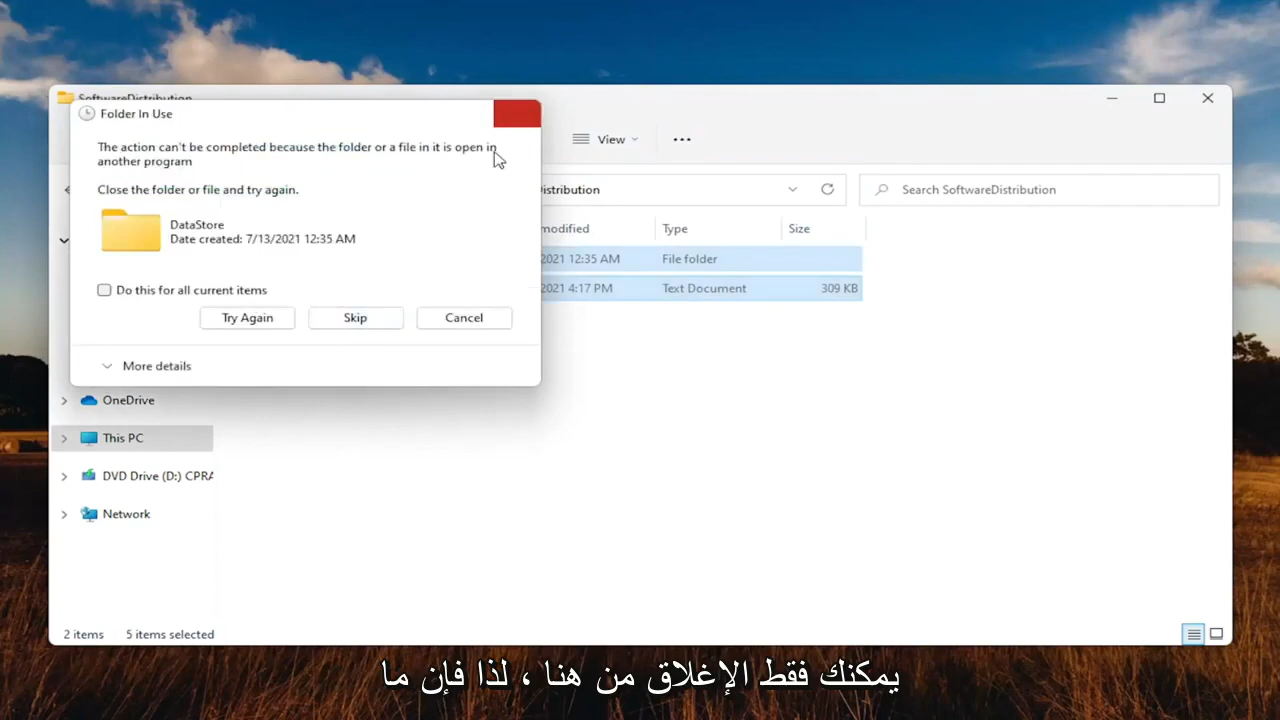 SoftwareDistribution
Folder In Use
The action can't be completed because the folder or a file in it is open in
another program
Close the folder or file and try again.
DataStore
Date created: 7/13/2021 12:35 AM
Do this for all current items
Try Again
Skip
Cancel
More details
View
Distribution
Search SoftwareDistribution
modified
Type
Size
2021 12:35 AM
File folder
2021 4:17 PM
Text Document
309 KB
OneDrive
This PC
DVD Drive (D:) CPRA
Network
2 items
5 items selected
يمكنك فقط الإغلاق من هنا ، لذا فإن ما